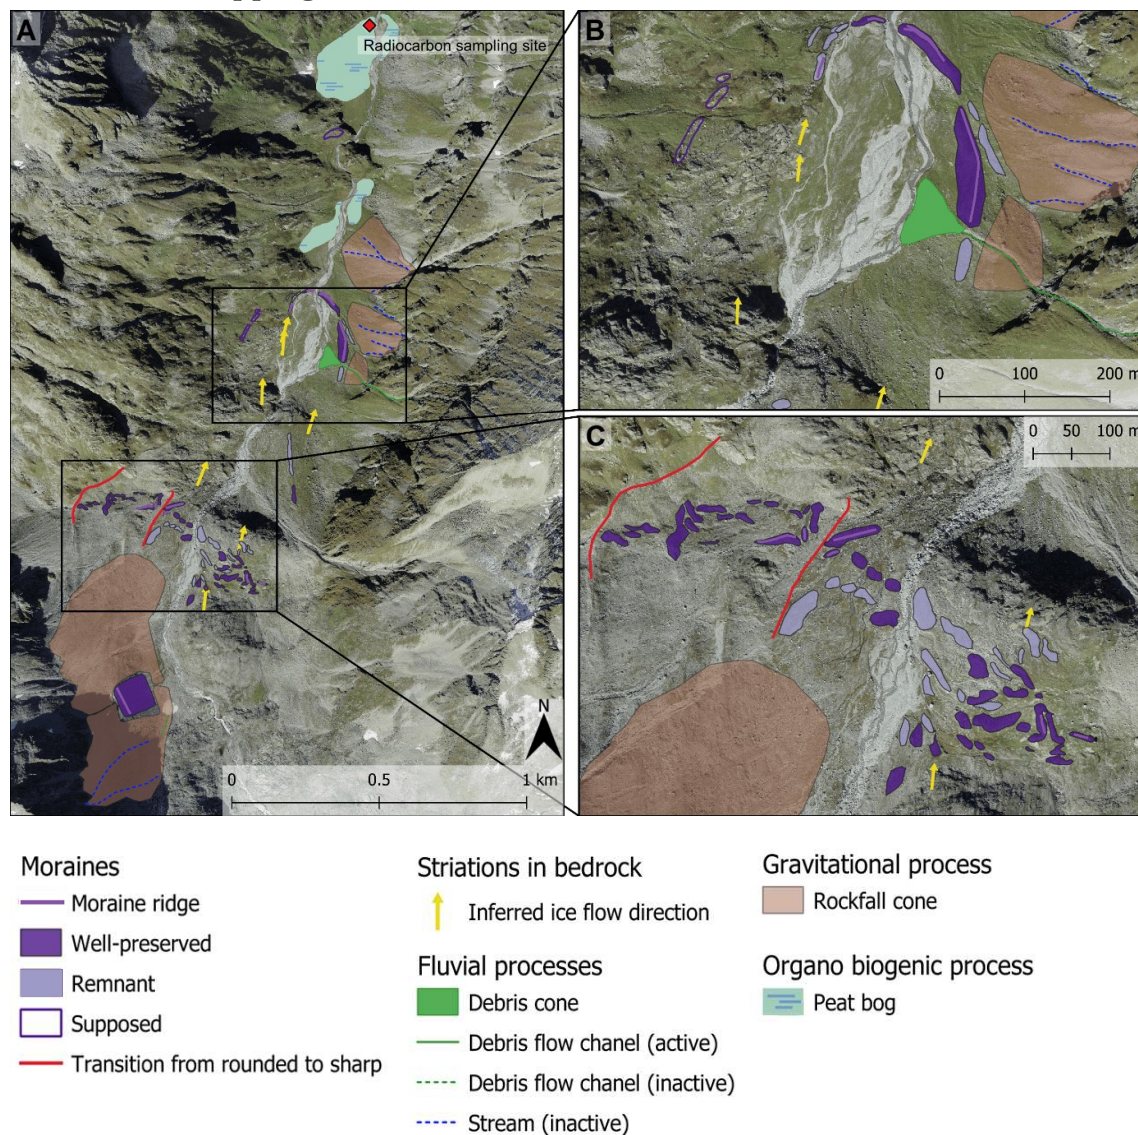 A
Radiocarbon sampling site
N
0 0.5 1 km
B
0 100 200 m
C
0 50 100 m
Moraines
Moraine ridge
Well-preserved
Remnant
Supposed
Transition from rounded to sharp
Striations in bedrock
Inferred ice flow direction
Fluvial processes
Debris cone
Debris flow chanel (active)
Debris flow chanel (inactive)
Stream (inactive)
Gravitational process
Rockfall cone
Organo biogenic process
Peat bog